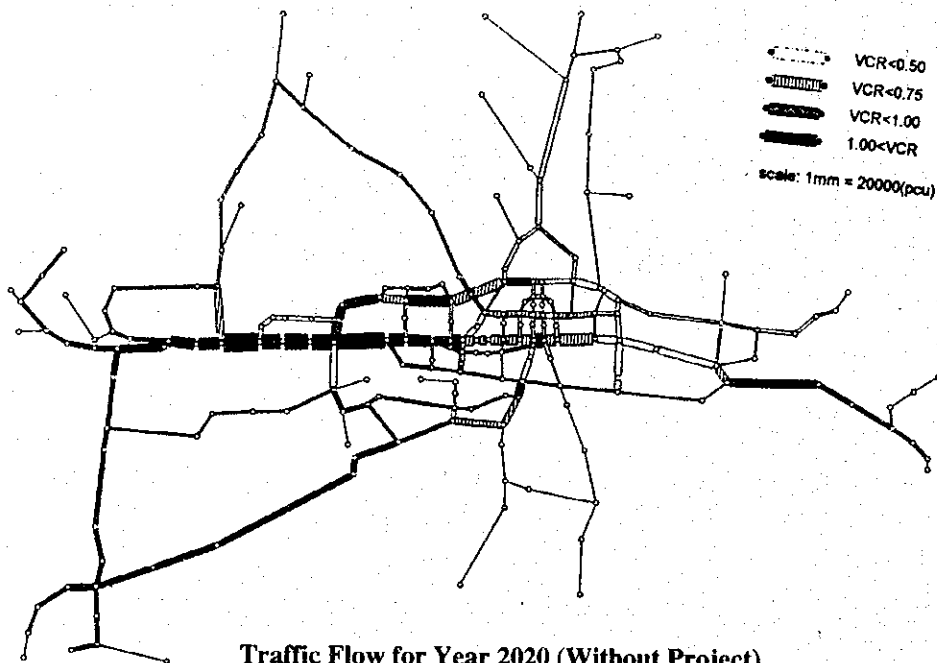 VCR<0.50
VCR<0.75
VCR<1.00
1.00<VCR
scale: 1mm = 20000(pcu)
Traffic Flow for Year 2020 (Without Project)